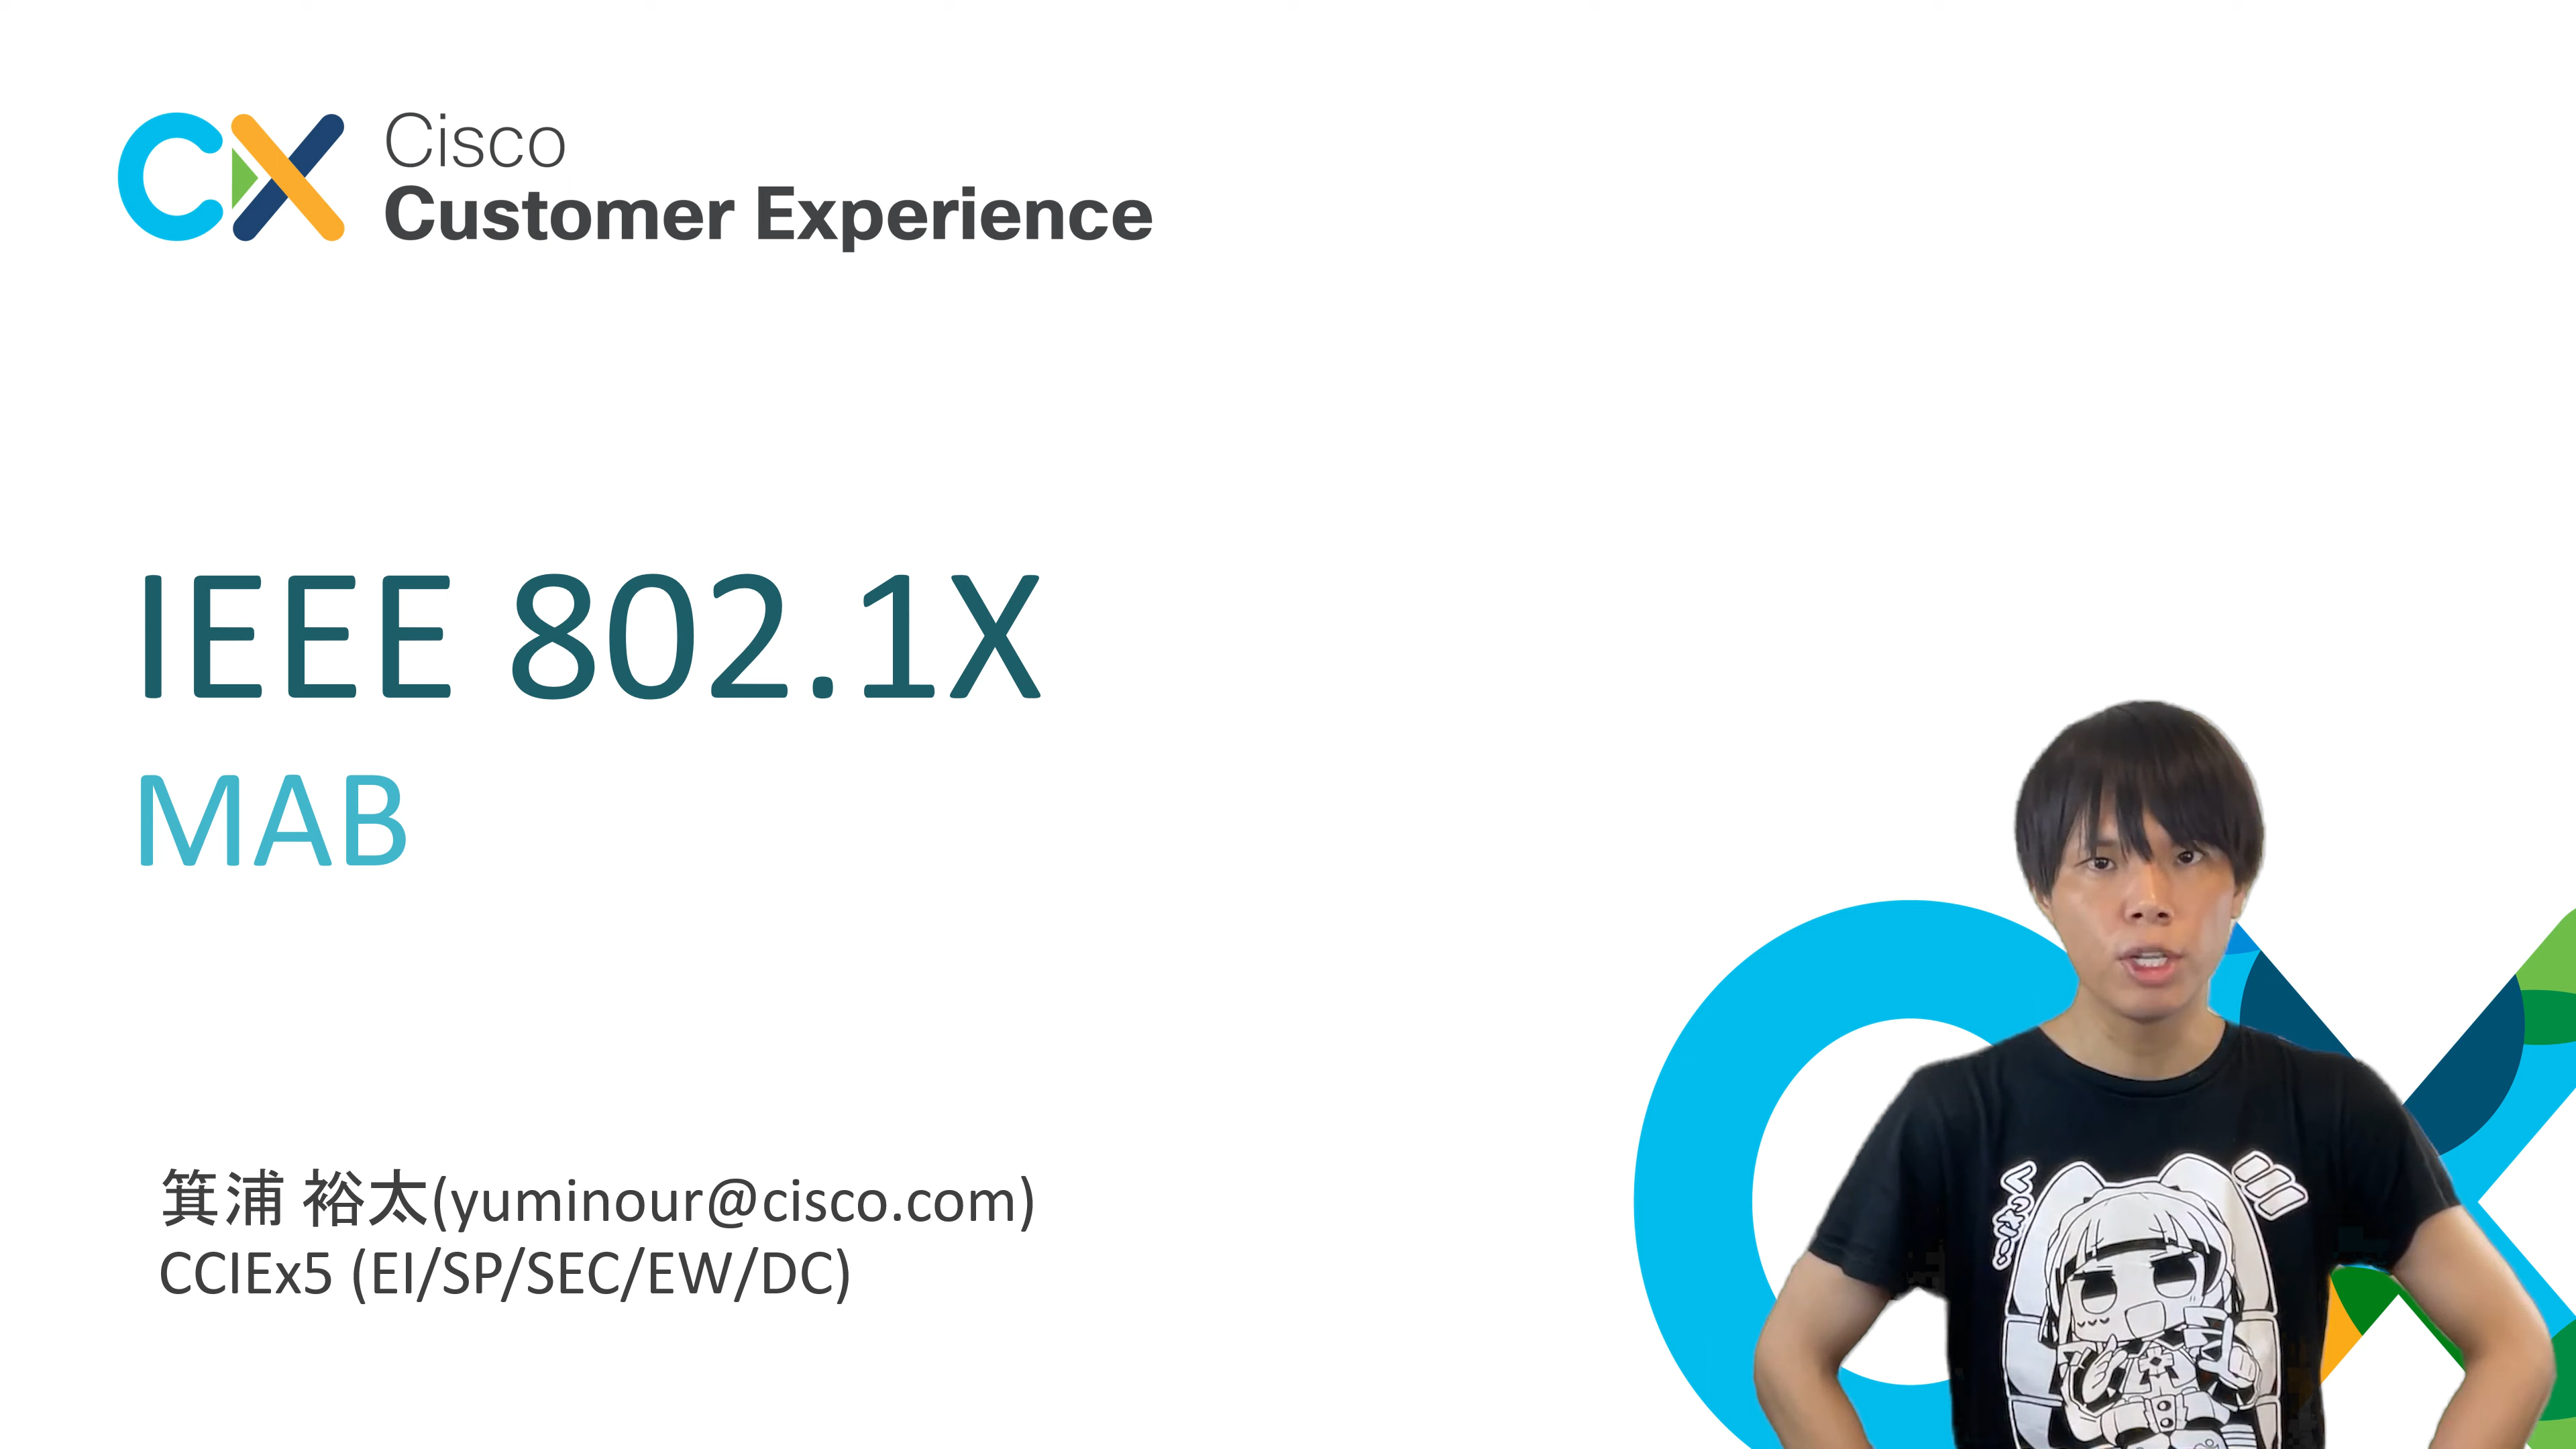 CX Cisco
Customer Experience
IEEE 802.1X
MAB
箕浦 裕太(yuminour@cisco.com)
CCIEx5 (EI/SP/SEC/EW/DC)